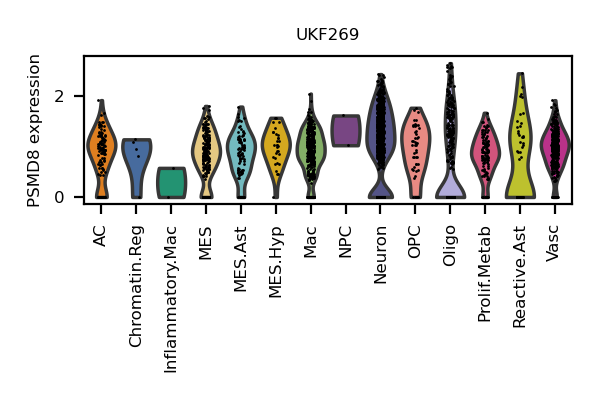 UKF269
PSMD8 expression
2
0
AC
Chromatin.Reg
Inflammatory.Mac
MES
MES.Ast
MES.Hyp
Mac
NPC
Neuron
OPC
Oligo
Prolif.Metab
Reactive.Ast
Vasc